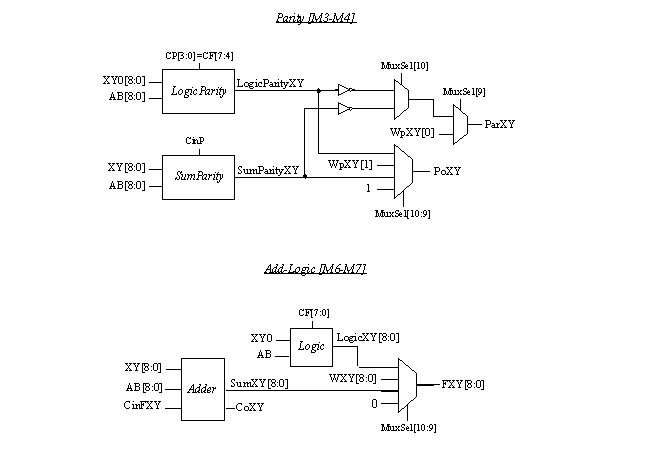 Parity [M3-M4]
CP[3:0]=CF[7:4]
XY0[8:0]
AB[8:0]
LogicParity
LogicParityXY
MuxSel[10]
MuxSel[9]
ParXY
WpXY[0]
CinP
XY[8:0]
AB[8:0]
SumParity
SumParityXY
WpXY[1]
1
PoXY
MuxSel[10:9]
Add-Logic [M6-M7]
CF[7:0]
XY0
AB
Logic
LogicXY[8:0]
XY[8:0]
AB[8:0]
CinFXY
Adder
SumXY[8:0]
CoXY
WXY[8:0]
0
FXY[8:0]
MuxSel[10:9]